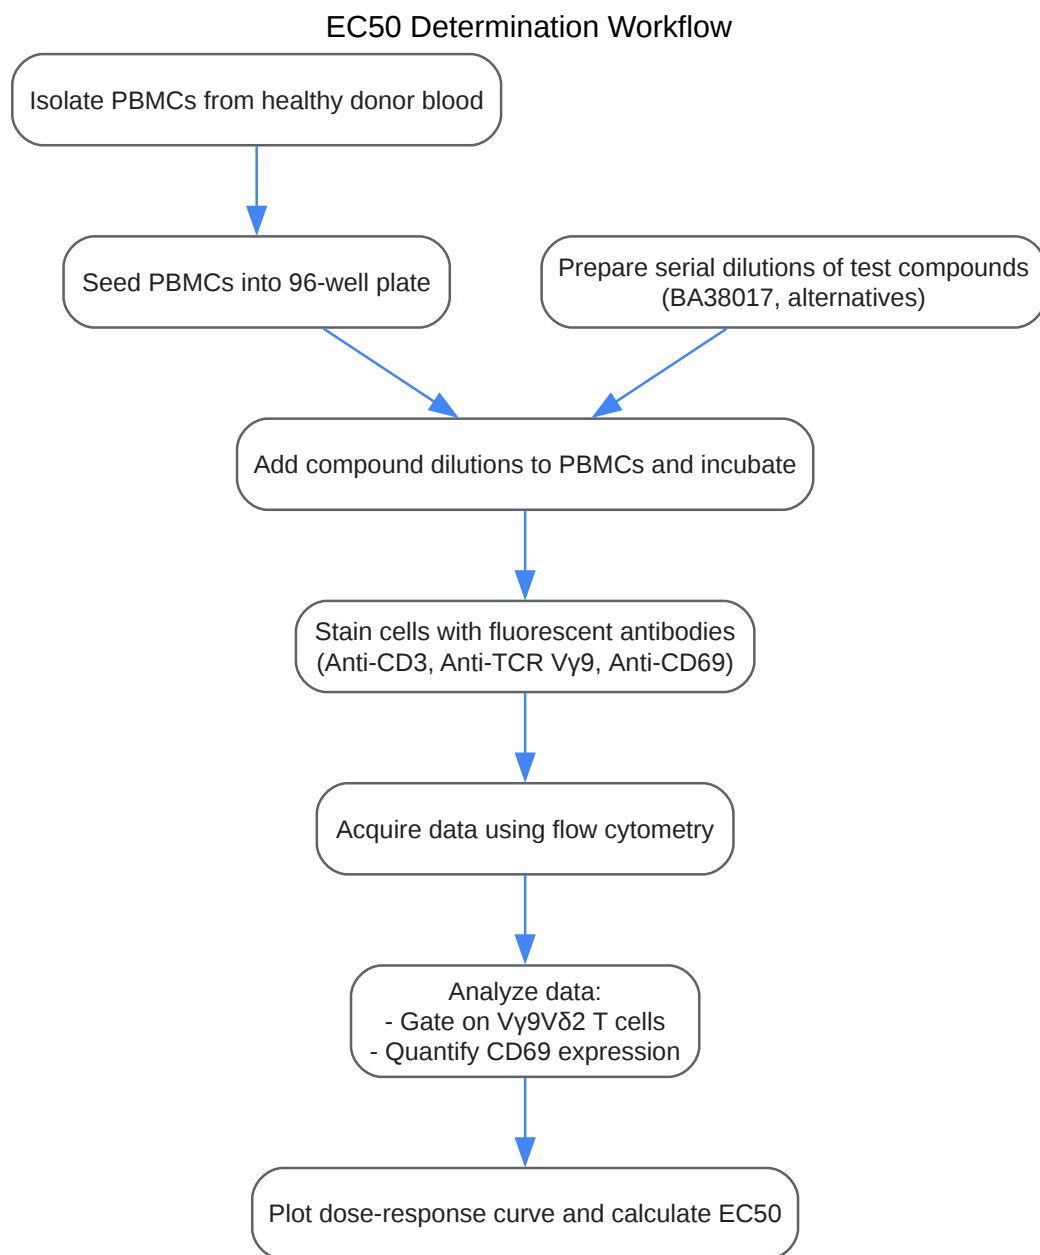 EC50 Determination Workflow
Isolate PBMCs from healthy donor blood
Seed PBMCs into 96-well plate
Prepare serial dilutions of test compounds
(BA38017, alternatives)
Add compound dilutions to PBMCs and incubate
Stain cells with fluorescent antibodies
(Anti-CD3, Anti-TCR Vγ9, Anti-CD69)
Acquire data using flow cytometry
Analyze data:
- Gate on Vγ9Vδ2 T cells
- Quantify CD69 expression
Plot dose-response curve and calculate EC50